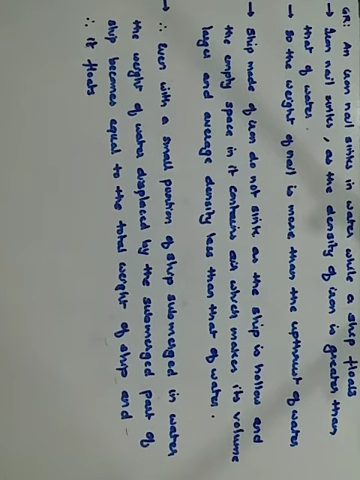 GR: An iron nail sinks in water while a ship floats
→ Iron nail sinks, as the density of iron is greater than
that of water.
→ So the weight of nail is more than the upthrust of water
→ Ship made of iron do not sink as the ship is hollow and
the empty space in it contains air which makes its volume
larger and average density less than that of water.
→ ∴ Even with a small portion of ship submerged in water
the weight of water displaced by the submerged part of
ship becomes equal to the total weight of ship and
∴ it floats